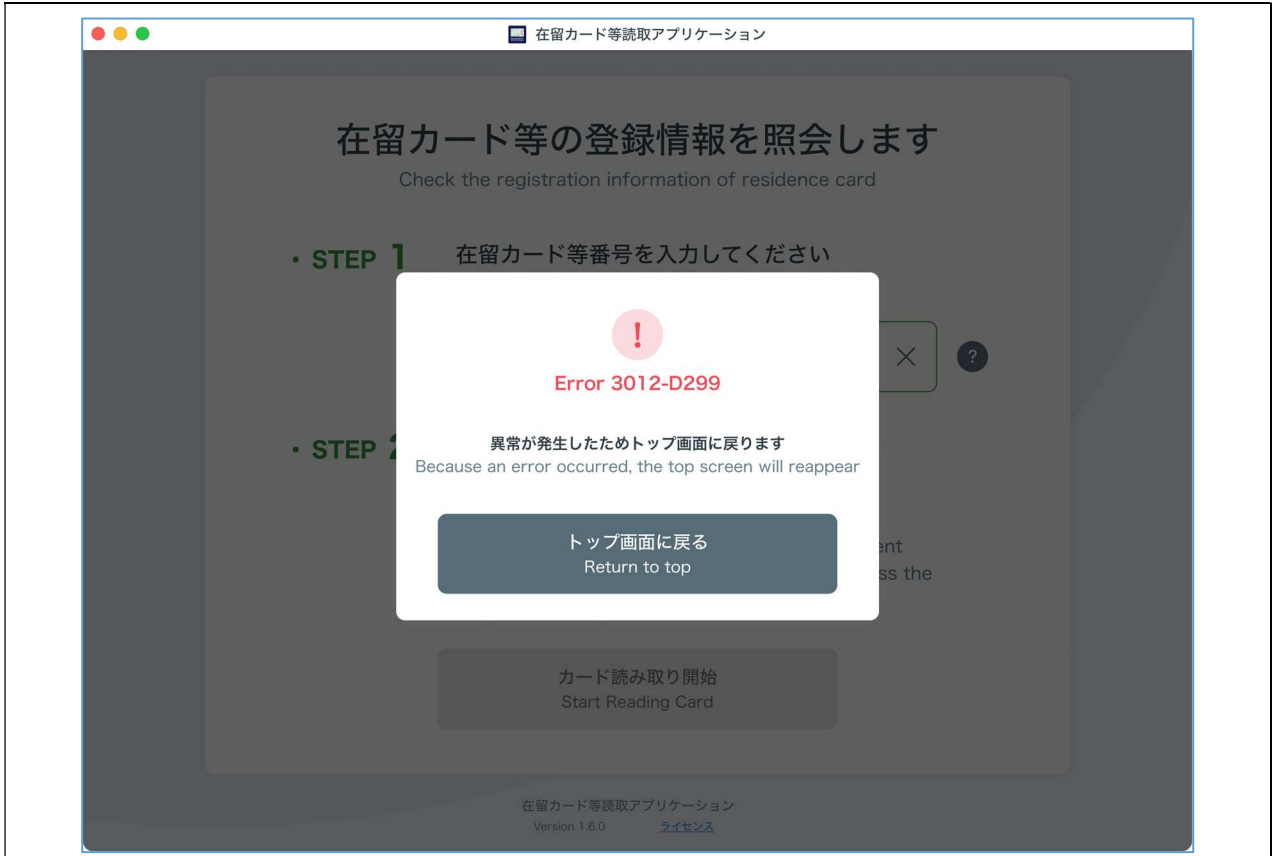 在留カード等読取アプリケーション
在留カード等の登録情報を照会します
Check the registration information of residence card
・STEP 1
在留カード等番号を入力してください
?
!
Error 3012-D299
・STEP 2
異常が発生したためトップ画面に戻ります
Because an error occurred, the top screen will reappear
トップ画面に戻る
Return to top
ent
ss the
カード読み取り開始
Start Reading Card
在留カード等読取アプリケーション
Version 1.6.0
ライセンス